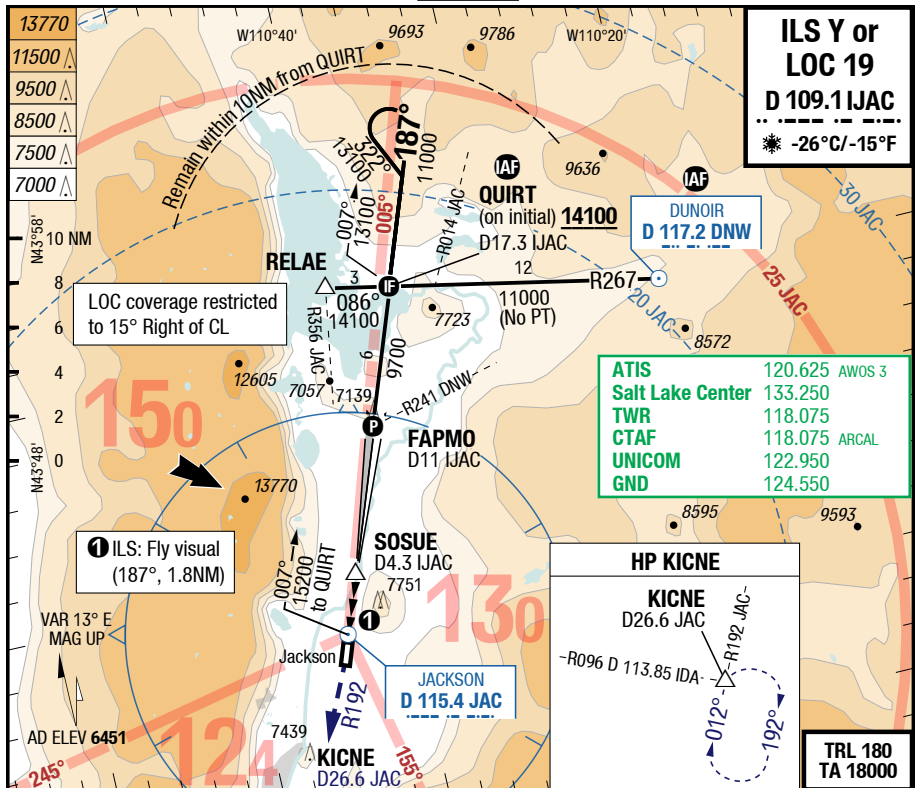 ILS Y or
LOC 19
D 109.1 IJAC
-26°C/-15°F
13770
11500
9500
8500
7500
7000
W110°40'
W110°20'
9693
9786
Remain within 10NM from QUIRT
187°
11000
322°
13100
007°
13100
005°
IAF
QUIRT
(on initial) 14100
D17.3 IJAC
R014 JAC
9636
IAF
DUNOIR
D 117.2 DNW
30 JAC
25 JAC
20 JAC
N43°58'
10 NM
8
6
4
2
0
N43°48'
RELAE
3
IF
12
R267
086°
14100
11000
(No PT)
LOC coverage restricted
to 15° Right of CL
R356 JAC
7723
8572
6
9700
12605
7057
7139
R241 DNW
P
FAPMO
D11 IJAC
150
ATIS 120.625 AWOS 3
Salt Lake Center 133.250
TWR 118.075
CTAF 118.075 ARCAL
UNICOM 122.950
GND 124.550
13770
8595
9593
1 ILS: Fly visual
(187°, 1.8NM)
007°
15200
to QUIRT
SOSUE
D4.3 IJAC
7751
1
130
VAR 13° E
MAG UP
Jackson
JACKSON
D 115.4 JAC
R192
AD ELEV 6451
7439
124
245°
155°
KICNE
D26.6 JAC
HP KICNE
KICNE
D26.6 JAC
R192 JAC
R096 D 113.85 IDA
012°
192°
TRL 180
TA 18000